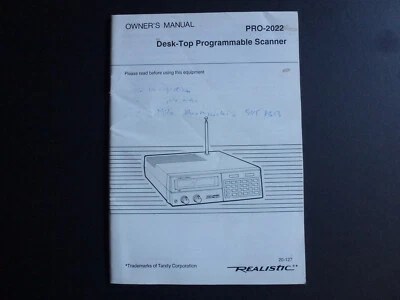 OWNER'S MANUAL
PRO-2022
Desk-Top Programmable Scanner
Please read before using this equipment
20-127
*Trademarks of Tandy Corporation
REALISTIC®*